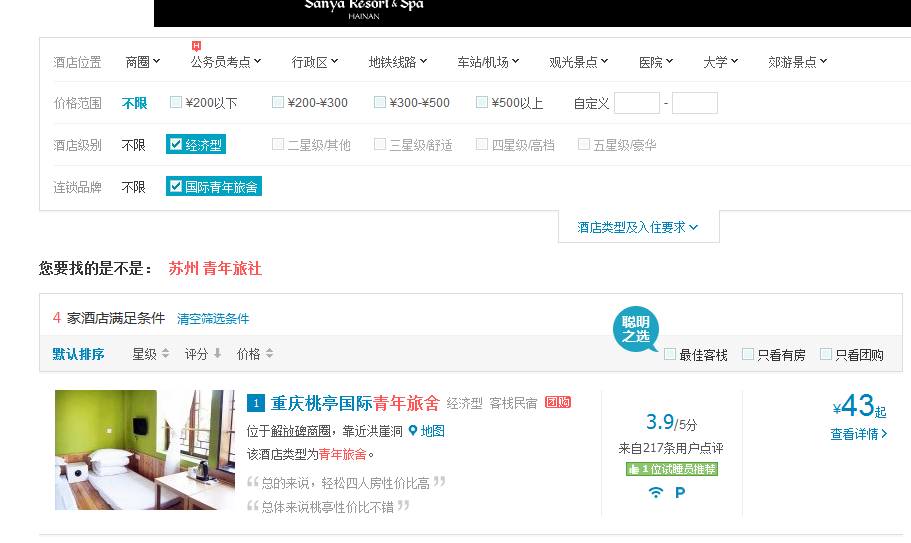 Sanya Resort & Spa
HAINAN
酒店位置 商圈 公务员考点 行政区 地铁线路 车站/机场 观光景点 医院 大学 郊游景点
H
价格范围 不限 ¥200以下 ¥200-¥300 ¥300-¥500 ¥500以上 自定义 -
酒店级别 不限 经济型 二星级/其他 三星级/舒适 四星级/高档 五星级/豪华
连锁品牌 不限 国际青年旅舍
酒店类型及入住要求
您要找的是不是： 苏州 青年旅社
4 家酒店满足条件 清空筛选条件
聪明之选
默认排序 星级 评分 价格 最佳客栈 只看有房 只看团购
1 重庆桃亭国际青年旅舍 经济型 客栈民宿 团购
位于解放碑商圈，靠近洪崖洞 地图
该酒店类型为青年旅舍。
“总的来说，轻松四人房性价比高”
“总体来说桃亭性价比不错”
3.9/5分
来自217条用户点评
1 位试睡员推荐
P
¥43起
查看详情